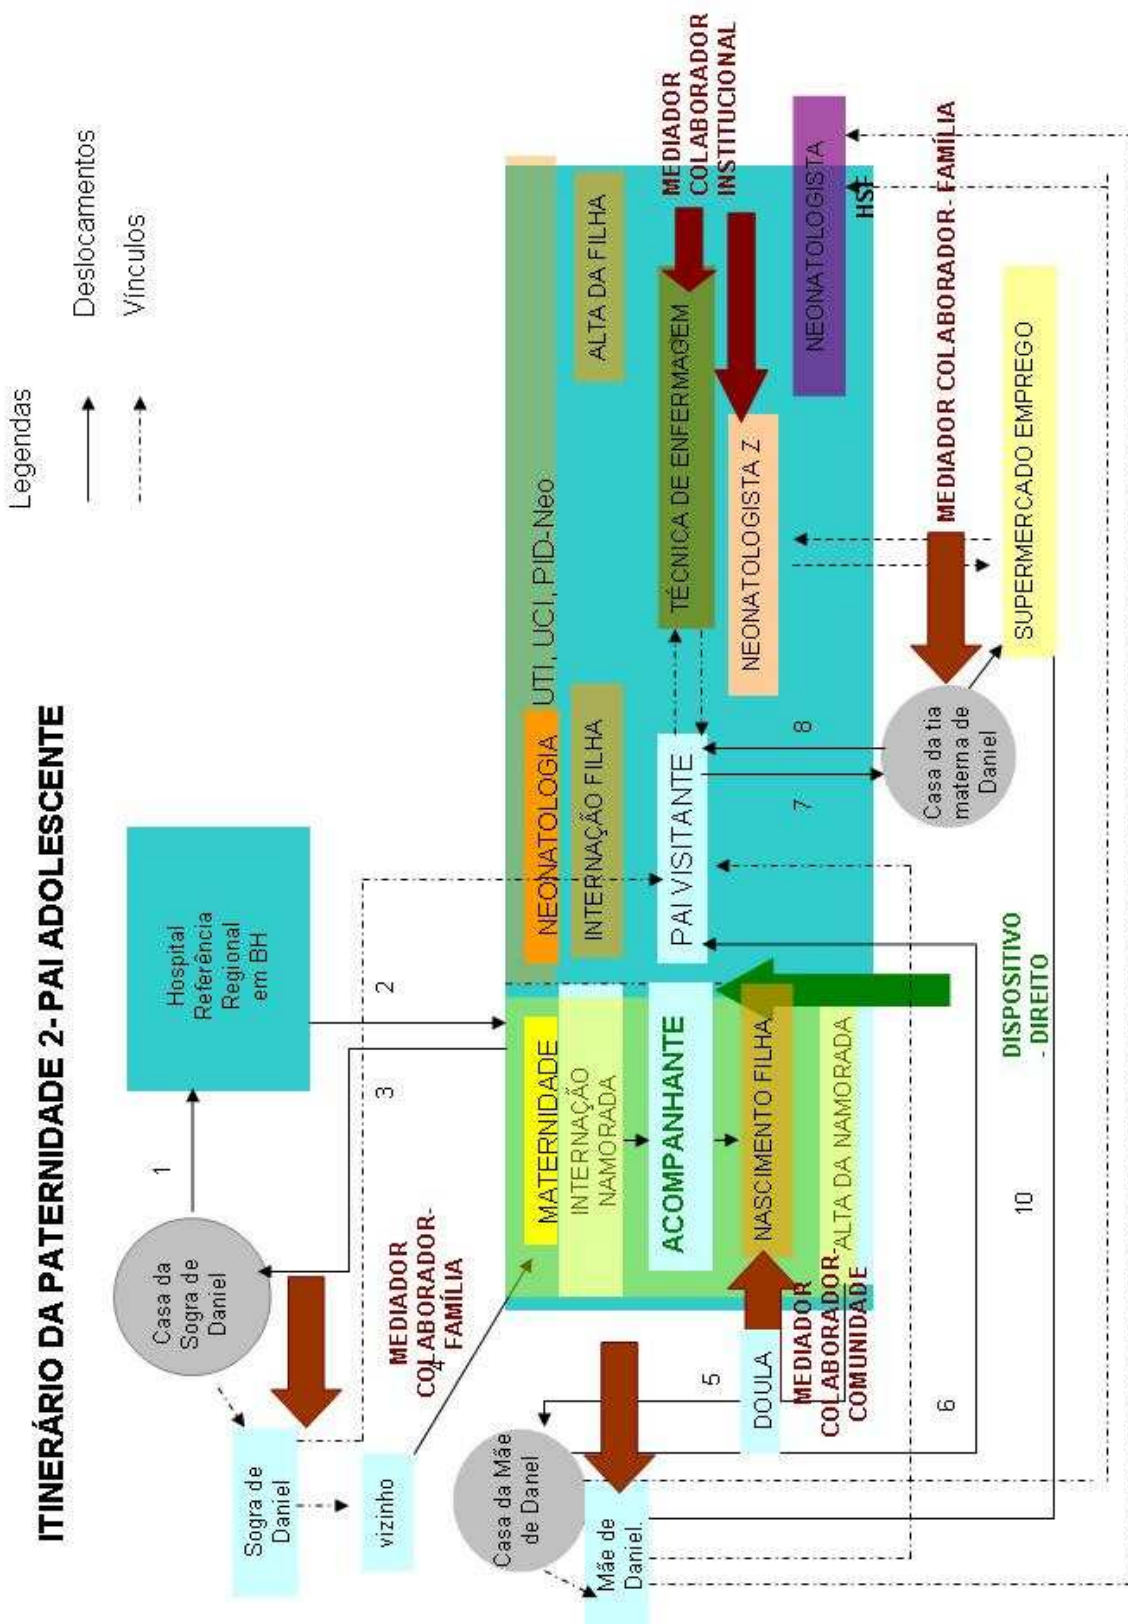 ITINERÁRIO DA PATERNIDADE 2- PAI ADOLESCENTE
Legendas
Deslocamentos
Vínculos
Casa da
Sogra de
Daniel
1
Hospital
Referência
Regional
em BH
Sogra de
Daniel
vizinho
MEDIADOR
COLABORADOR-
FAMÍLIA
4
3
2
MATERNIDADE
INTERNAÇÃO
NAMORADA
ACOMPANHANTE
NASCIMENTO FILHA
ALTA DA NAMORADA
NEONATOLOGIA
UTI, UCI, PID-Neo
INTERNAÇÃO FILHA
ALTA DA FILHA
PAI VISITANTE
TÉCNICA DE ENFERMAGEM
NEONATOLOGISTA Z
MEDIADOR
COLABORADOR
INSTITUCIONAL
NEONATOLOGISTA
HSF
Casa da Mãe
de Danel
Mãe de
Daniel.
5
DOULA
MEDIADOR
COLABORADOR-
COMUNIDADE
6
7
8
Casa da tia
materna de
Daniel
MEDIADOR COLABORADOR- FAMÍLIA
SUPERMERCADO EMPREGO
DISPOSITIVO
- DIREITO
10